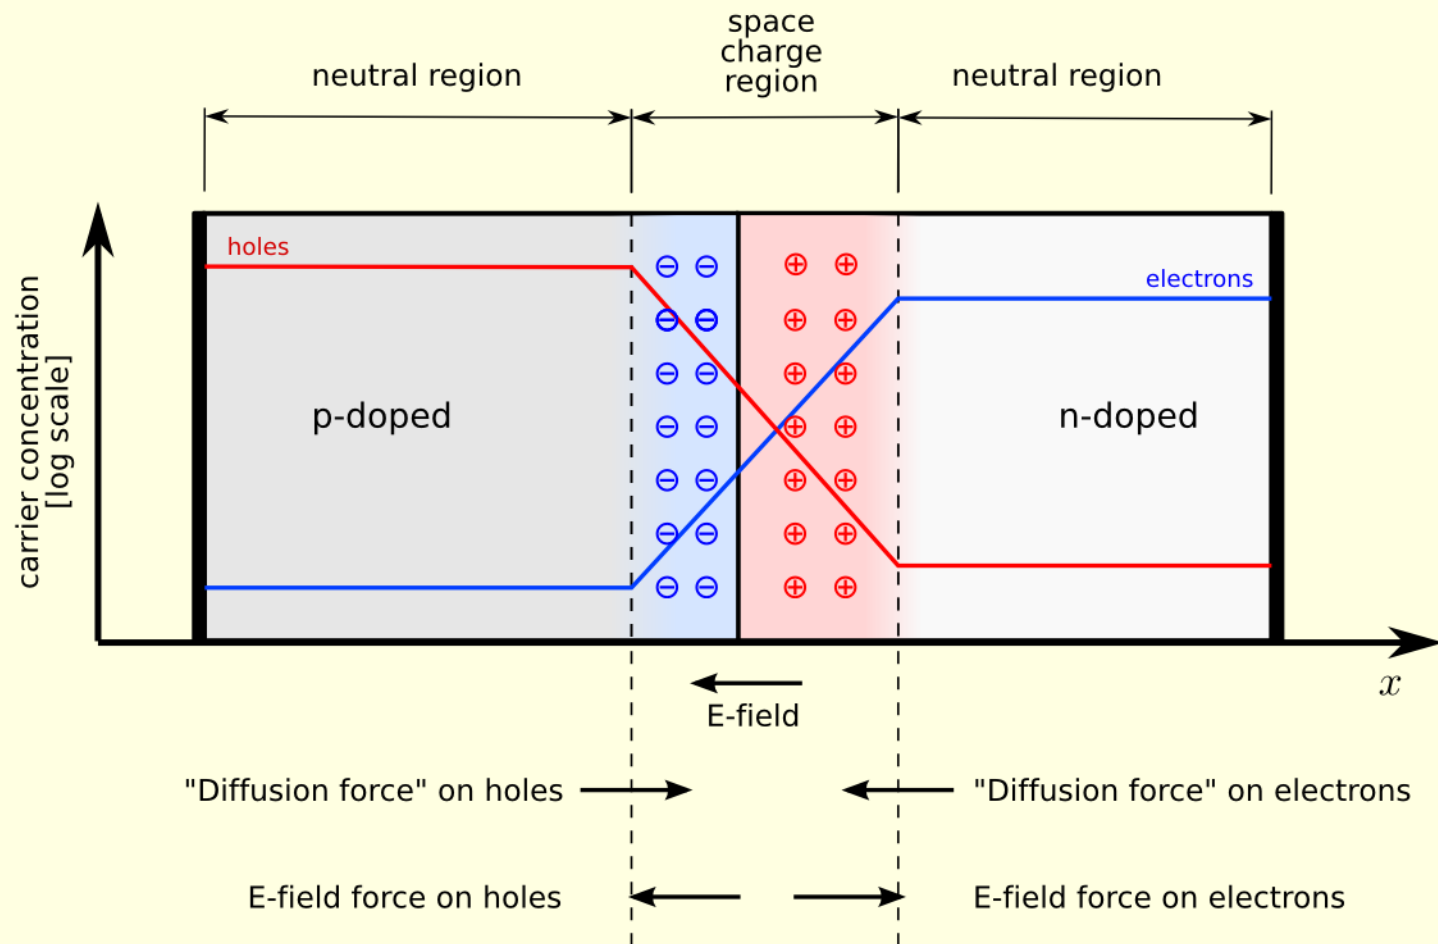 space
charge
region
neutral region
neutral region
holes
electrons
p-doped
n-doped
carrier concentration
[log scale]
x
E-field
"Diffusion force" on holes
"Diffusion force" on electrons
E-field force on holes
E-field force on electrons